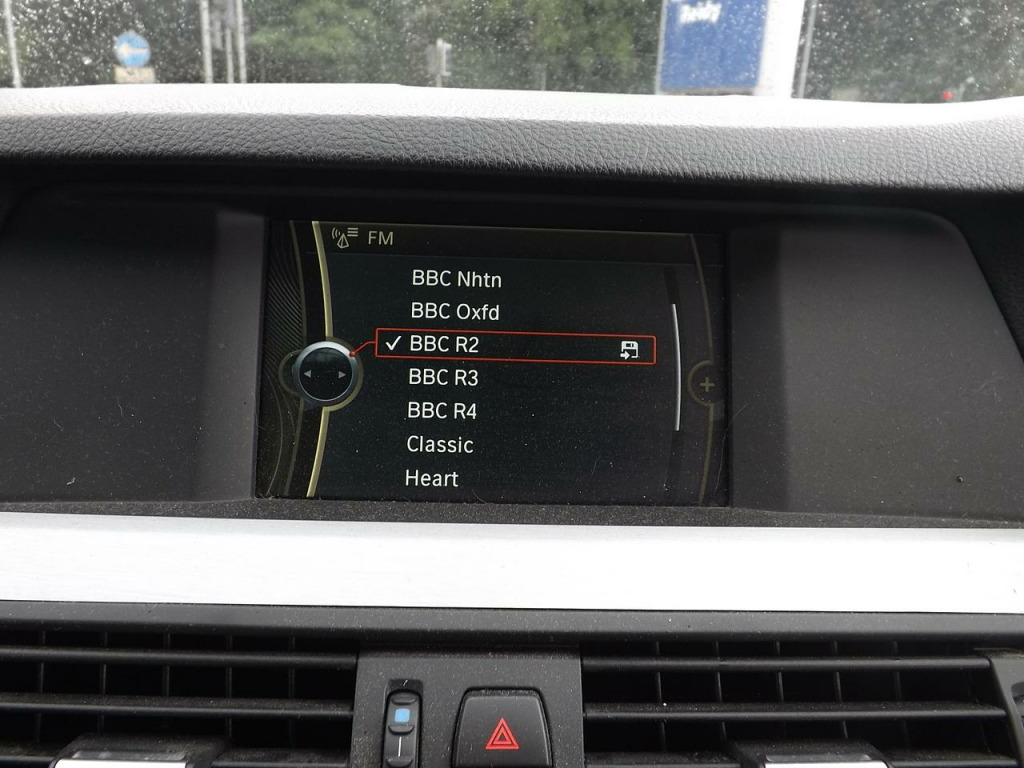 FM
BBC Nhtn
BBC Oxfd
BBC R2
BBC R3
BBC R4
Classic
Heart